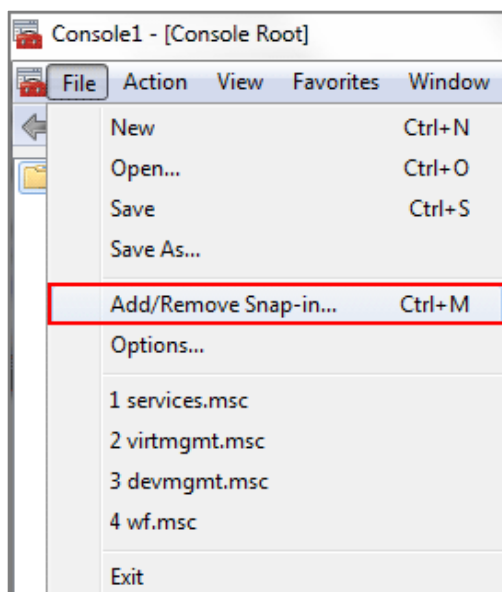 Console1 - [Console Root]
File Action View Favorites Window
New Ctrl+N
Open... Ctrl+O
Save Ctrl+S
Save As...
Add/Remove Snap-in... Ctrl+M
Options...
1 services.msc
2 virtmgmt.msc
3 devmgmt.msc
4 wf.msc
Exit